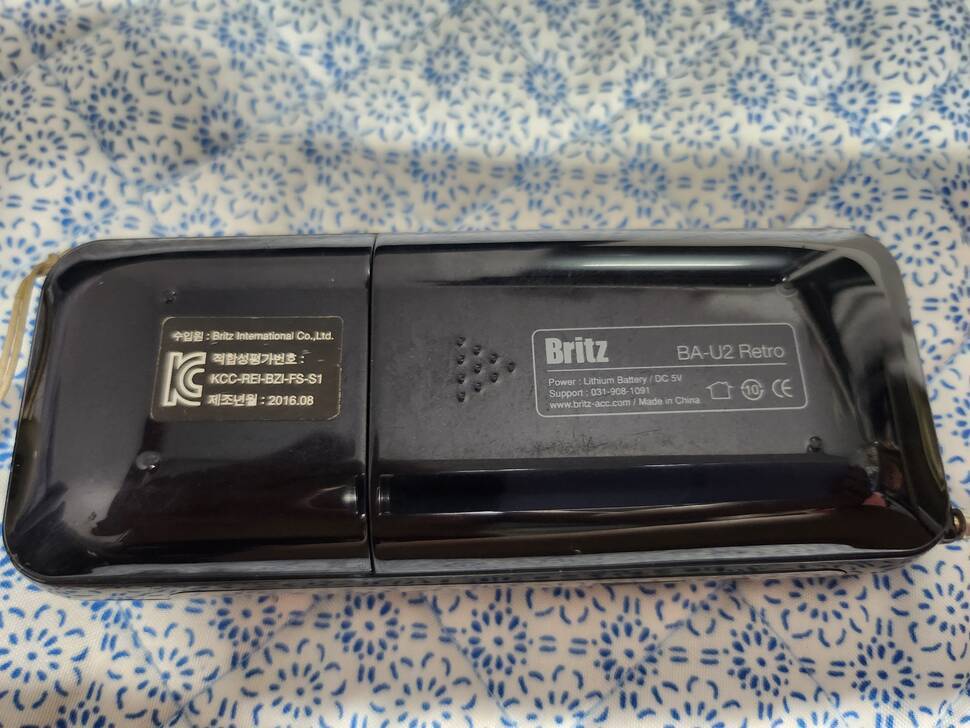 수입원 : Britz International Co.,Ltd.
적합성평가번호 :
KCC-REI-BZI-FS-S1
제조년월 : 2016.08
Britz
BA-U2 Retro
Power : Lithium Battery / DC 5V
Support : 031-908-1091
www.britz-acc.com / Made in China
10
CE